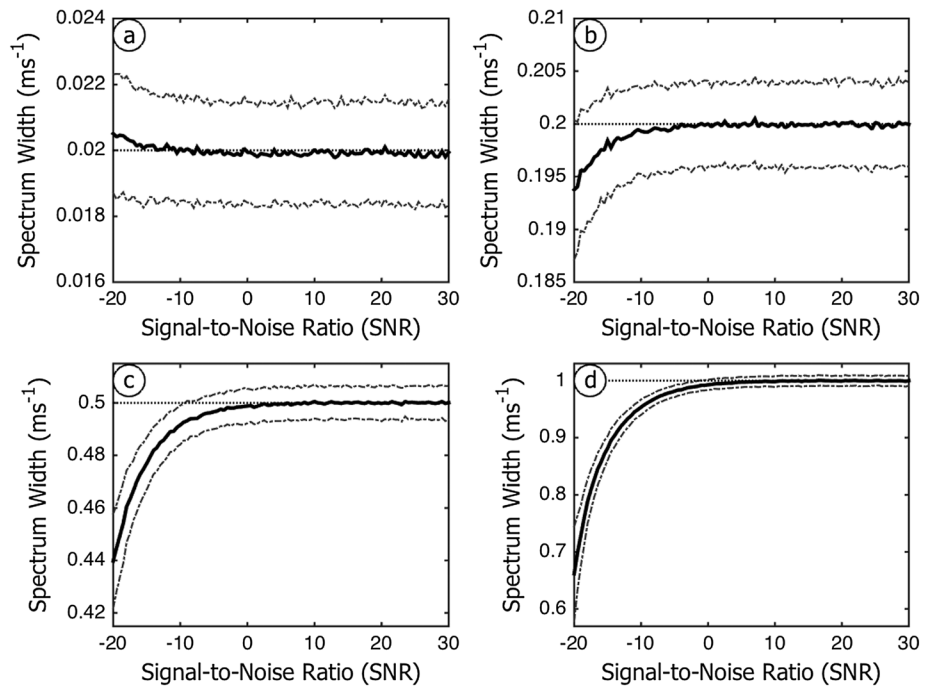 a
Spectrum Width (ms⁻¹)
0.024
0.022
0.02
0.018
0.016
-20 -10 0 10 20 30
Signal-to-Noise Ratio (SNR)
b
Spectrum Width (ms⁻¹)
0.21
0.205
0.2
0.195
0.19
0.185
-20 -10 0 10 20 30
Signal-to-Noise Ratio (SNR)
c
Spectrum Width (ms⁻¹)
0.5
0.48
0.46
0.44
0.42
-20 -10 0 10 20 30
Signal-to-Noise Ratio (SNR)
d
Spectrum Width (ms⁻¹)
1
0.9
0.8
0.7
0.6
-20 -10 0 10 20 30
Signal-to-Noise Ratio (SNR)